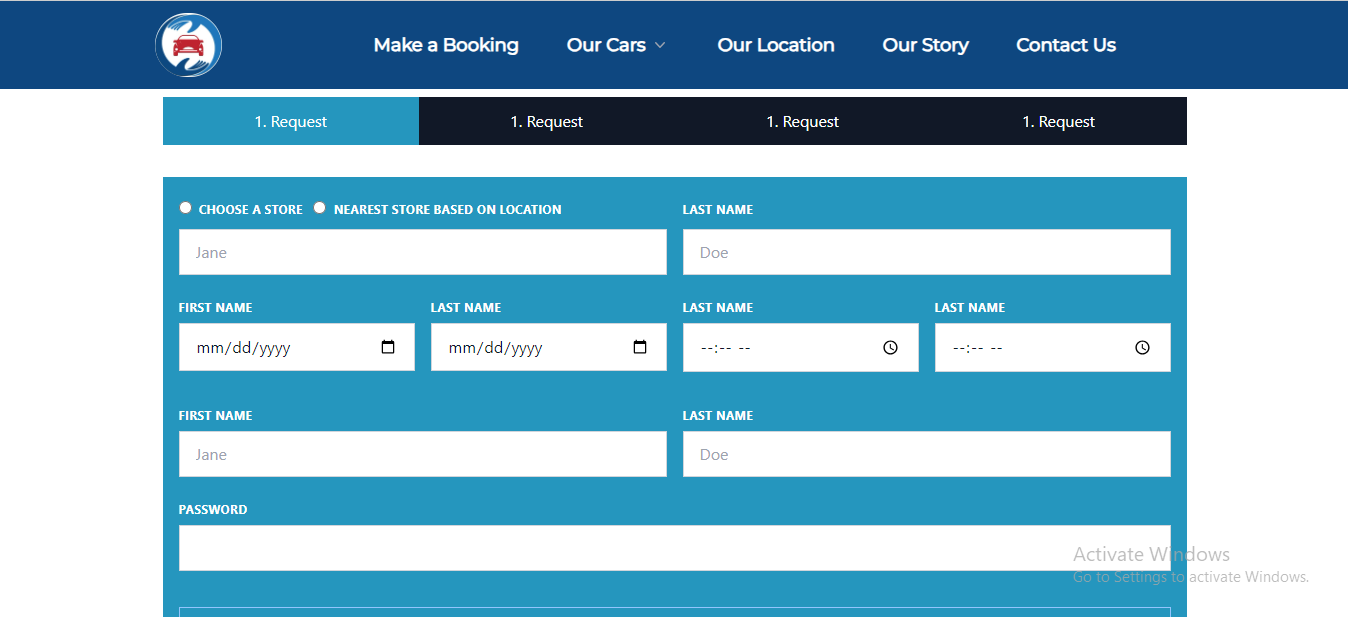 Make a Booking Our Cars Our Location Our Story Contact Us
1. Request 1. Request 1. Request 1. Request
CHOOSE A STORE NEAREST STORE BASED ON LOCATION LAST NAME
Jane Doe
FIRST NAME LAST NAME LAST NAME LAST NAME
mm/dd/yyyy mm/dd/yyyy --:-- -- --:-- --
FIRST NAME LAST NAME
Jane Doe
PASSWORD
Activate Windows
Go to Settings to activate Windows.